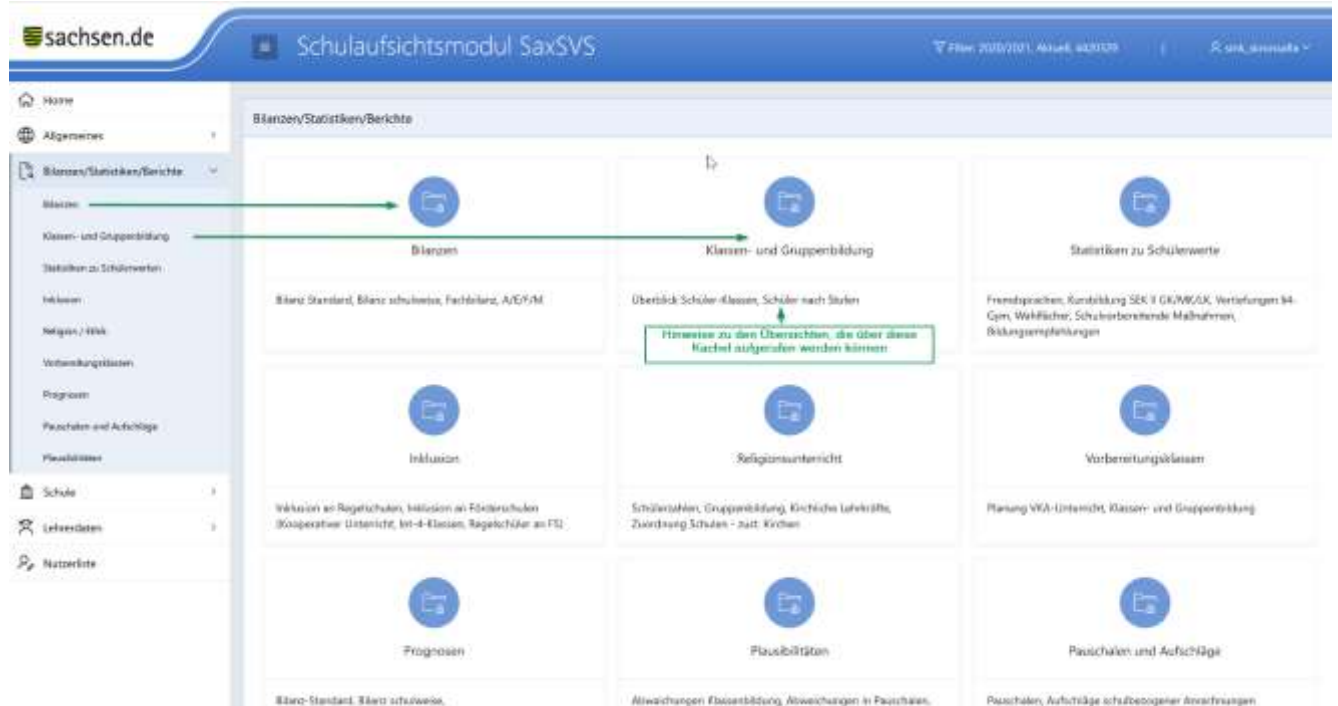 sachsen.de
Schulaufsichtsmodul SaxSVS
Filter: 2020/2021, Aktuell,
Home
Allgemeines
Bilanzen/Statistiken/Berichte
Bilanzen
Klassen- und Gruppenbildung
Statistiken zu Schülerwerten
Inklusion
Religion / Ethik
Vorbereitungsklassen
Prognosen
Pauschalen und Aufschläge
Plausibilitäten
Schule
Lehrerdaten
Nutzerliste
Bilanzen/Statistiken/Berichte
Bilanzen
Bilanz Standard, Bilanz schulweise, Fachbilanz, A/E/F/M
Klassen- und Gruppenbildung
Überblick Schüler-Klassen, Schüler nach Stufen
Hinweise zu den Übersichten, die über diese
Kachel aufgerufen werden können
Statistiken zu Schülerwerte
Fremdsprachen, Kursbildung SEK II GK/MK/LK, Vertiefungen b4-
Gym, Wahlfächer, Schulvorbereitende Maßnahmen,
Bildungsempfehlungen
Inklusion
Inklusion an Regelschulen, Inklusion an Förderschulen
(Kooperativer Unterricht, Int-4-Klassen, Regelschüler an FS)
Religionsunterricht
Schülerzahlen, Gruppenbildung, Kirchliche Lehrkräfte,
Zuordnung Schulen - zust. Kirchen
Vorbereitungsklassen
Planung VKA-Unterricht, Klassen- und Gruppenbildung
Prognosen
Bilanz-Standard, Bilanz schulweise,
Plausibilitäten
Abweichungen Klassenbildung, Abweichungen in Pauschalen,
Pauschalen und Aufschläge
Pauschalen, Aufschläge schulbezogener Anrechnungen